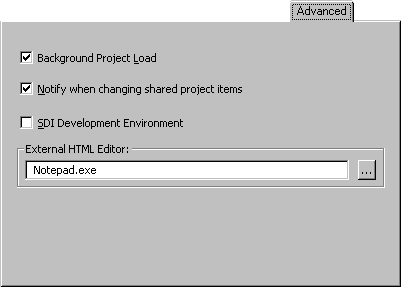 Advanced
Background Project Load
Notify when changing shared project items
SDI Development Environment
External HTML Editor:
Notepad.exe
...